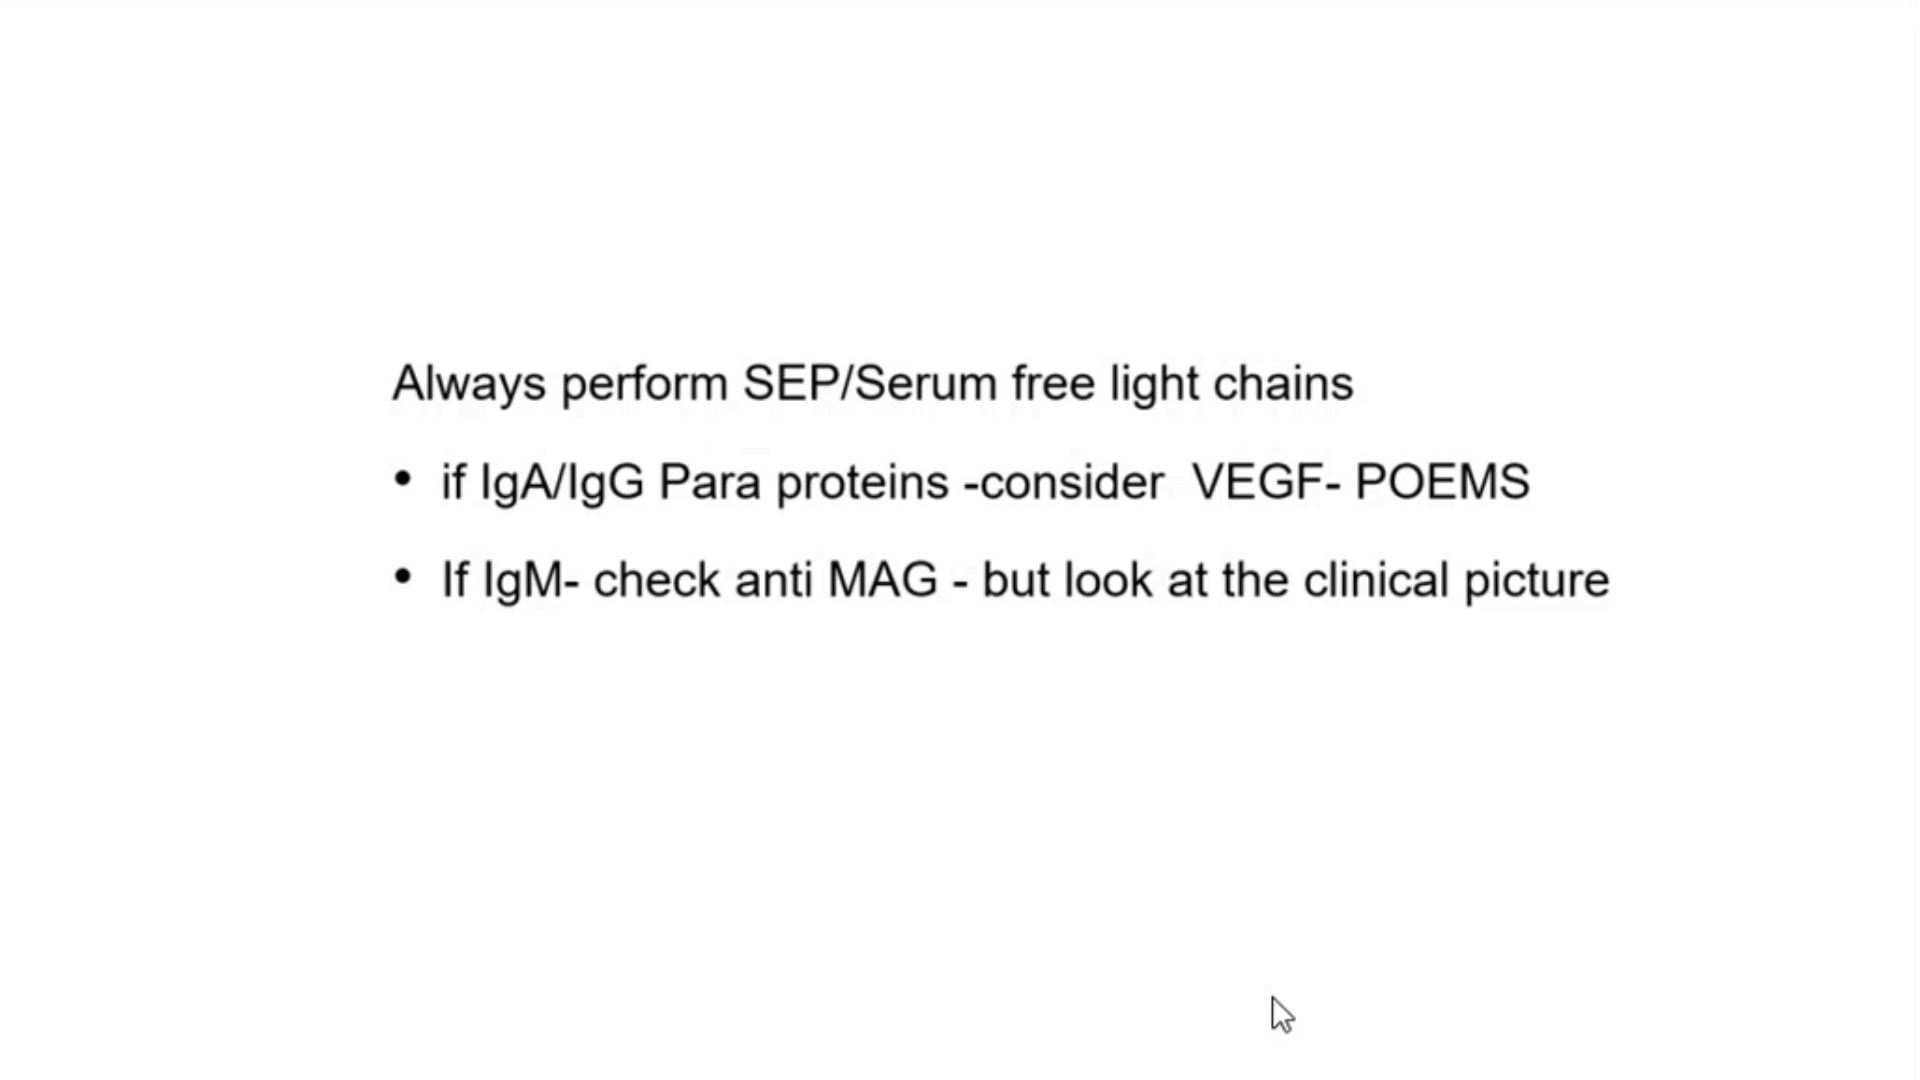 Always perform SEP/Serum free light chains
• if IgA/IgG Para proteins -consider  VEGF- POEMS
• If IgM- check anti MAG - but look at the clinical picture